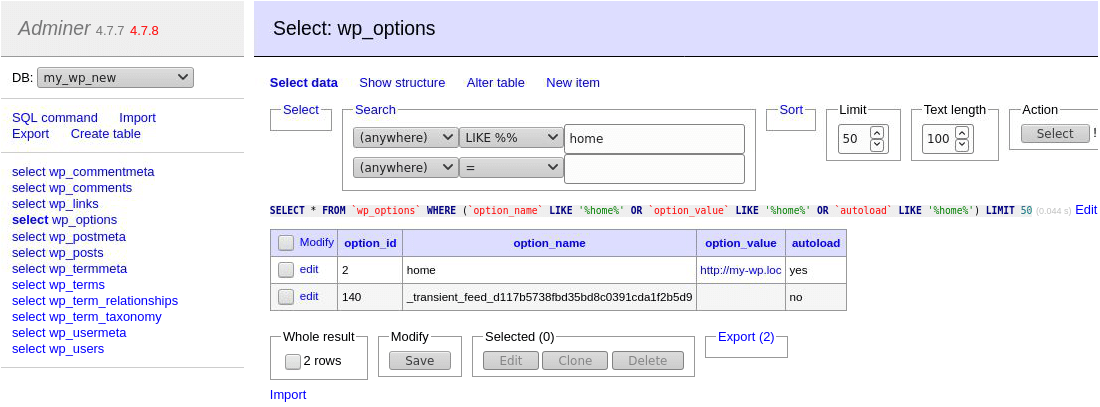 Adminer 4.7.7 4.7.8
DB: my_wp_new
SQL command Import
Export Create table
select wp_commentmeta
select wp_comments
select wp_links
select wp_options
select wp_postmeta
select wp_posts
select wp_termmeta
select wp_terms
select wp_term_relationships
select wp_term_taxonomy
select wp_usermeta
select wp_users
Select: wp_options
Select data Show structure Alter table New item
Select Search Sort Limit Text length Action
(anywhere) LIKE %% home 50 100 Select !
(anywhere) =
SELECT * FROM `wp_options` WHERE (`option_name` LIKE '%home%' OR `option_value` LIKE '%home%' OR `autoload` LIKE '%home%') LIMIT 50 (0.044 s) Edit
Modify option_id option_name option_value autoload
edit 2 home http://my-wp.loc yes
edit 140 _transient_feed_d117b5738fbd35bd8c0391cda1f2b5d9 no
Whole result Modify Selected (0) Export (2)
2 rows Save Edit Clone Delete
Import